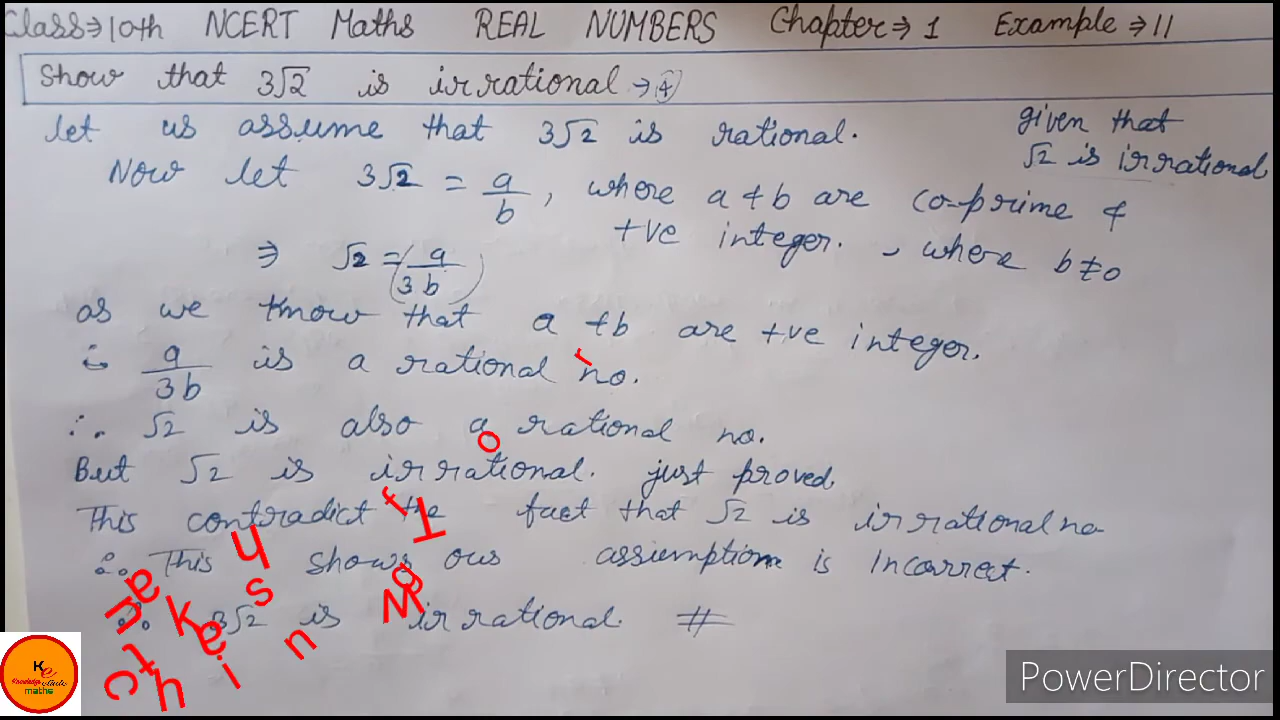 Class⇒10th NCERT Maths REAL NUMBERS Chapter⇒ 1 Example ⇒ 11
Show that 3√2 is irrational →④
given that
√2 is irrational
let us assume that 3√2 is rational.
Now let 3√2 = a/b, where a & b are co-prime &
+ve integer. , where b≠0
⇒ √2 = (a/3b)
as we know that a & b are +ve integer.
∴ a/3b is a rational no.
∴ √2 is also a rational no.
But √2 is irrational. just proved.
This contradict the fact that √2 is irrational no
∴ This shows our assumption is Incorrect.
∴ 3√2 is irrational. #
Ke
maths
PowerDirector